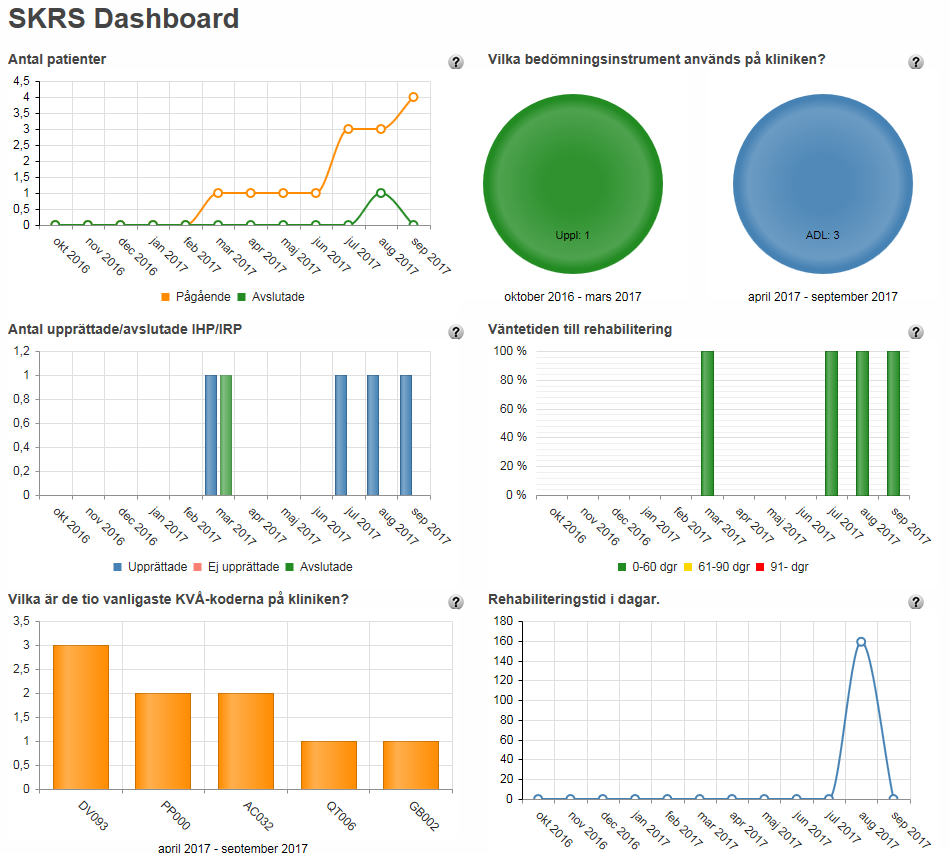 SKRS Dashboard
Antal patienter
?
4,5
4
3,5
3
2,5
2
1,5
1
0,5
0
okt 2016
nov 2016
dec 2016
jan 2017
feb 2017
mar 2017
apr 2017
maj 2017
jun 2017
jul 2017
aug 2017
sep 2017
Pågående Avslutade
Vilka bedömningsinstrument används på kliniken?
?
Uppl: 1
ADL: 3
oktober 2016 - mars 2017
april 2017 - september 2017
Antal upprättade/avslutade IHP/IRP
?
1,2
1
0,8
0,6
0,4
0,2
0
okt 2016
nov 2016
dec 2016
jan 2017
feb 2017
mar 2017
apr 2017
maj 2017
jun 2017
jul 2017
aug 2017
sep 2017
Upprättade Ej upprättade Avslutade
Väntetiden till rehabilitering
?
100 %
80 %
60 %
40 %
20 %
0 %
okt 2016
nov 2016
dec 2016
jan 2017
feb 2017
mar 2017
apr 2017
maj 2017
jun 2017
jul 2017
aug 2017
sep 2017
0-60 dgr 61-90 dgr 91- dgr
Vilka är de tio vanligaste KVÅ-koderna på kliniken?
?
3,5
3
2,5
2
1,5
1
0,5
0
DV093
PP000
AC032
QT006
GB002
april 2017 - september 2017
Rehabiliteringstid i dagar.
?
180
160
140
120
100
80
60
40
20
0
okt 2016
nov 2016
dec 2016
jan 2017
feb 2017
mar 2017
apr 2017
maj 2017
jun 2017
jul 2017
aug 2017
sep 2017